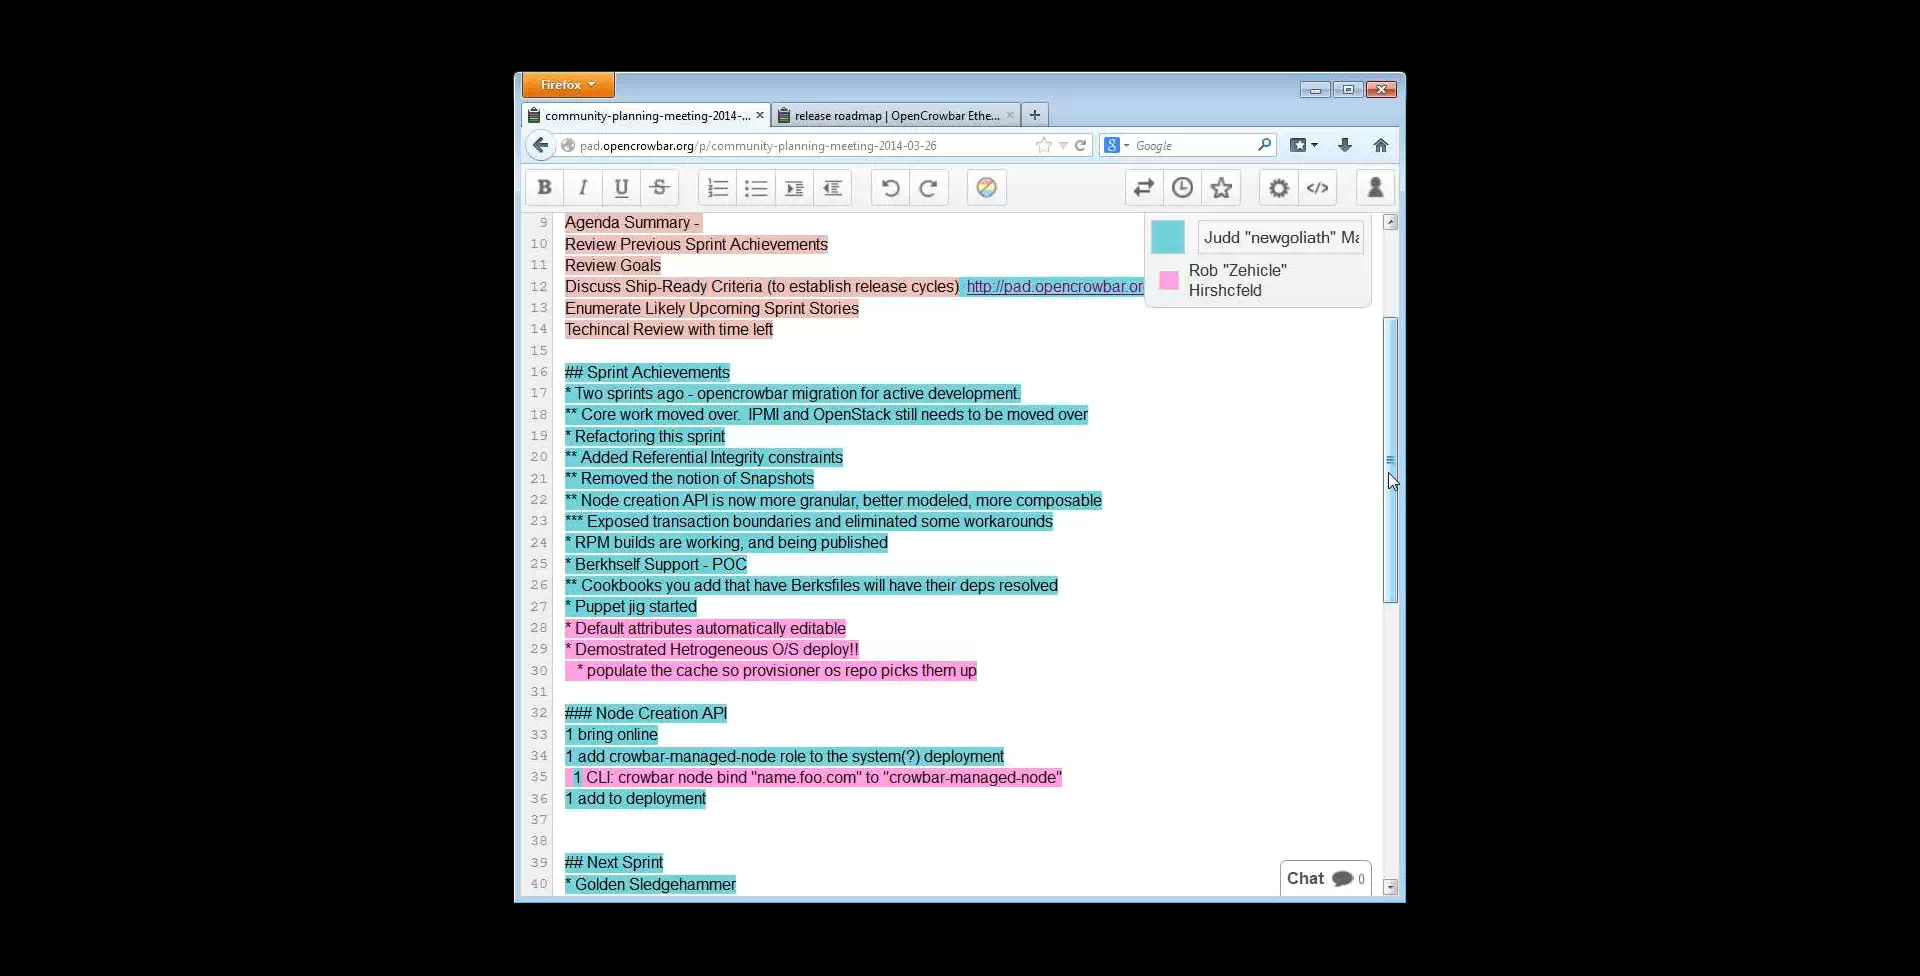 Firefox
community-planning-meeting-2014-...
release roadmap | OpenCrowbar Ethe...
pad.opencrowbar.org/p/community-planning-meeting-2014-03-26
Google
9 Agenda Summary -
10 Review Previous Sprint Achievements
11 Review Goals
12 Discuss Ship-Ready Criteria (to establish release cycles) http://pad.opencrowbar.or
13 Enumerate Likely Upcoming Sprint Stories
14 Techincal Review with time left
15
16 ## Sprint Achievements
17 * Two sprints ago - opencrowbar migration for active development.
18 ** Core work moved over.  IPMI and OpenStack still needs to be moved over
19 * Refactoring this sprint
20 ** Added Referential Integrity constraints
21 ** Removed the notion of Snapshots
22 ** Node creation API is now more granular, better modeled, more composable
23 *** Exposed transaction boundaries and eliminated some workarounds
24 * RPM builds are working, and being published
25 * Berkhself Support - POC
26 ** Cookbooks you add that have Berksfiles will have their deps resolved
27 * Puppet jig started
28 * Default attributes automatically editable
29 * Demostrated Hetrogeneous O/S deploy!!
30 * populate the cache so provisioner os repo picks them up
31
32 ### Node Creation API
33 1 bring online
34 1 add crowbar-managed-node role to the system(?) deployment
35 1 CLI: crowbar node bind "name.foo.com" to "crowbar-managed-node"
36 1 add to deployment
37
38
39 ## Next Sprint
40 * Golden Sledgehammer
Judd "newgoliath" Ma
Rob "Zehicle"
Hirshcfeld
Chat 0